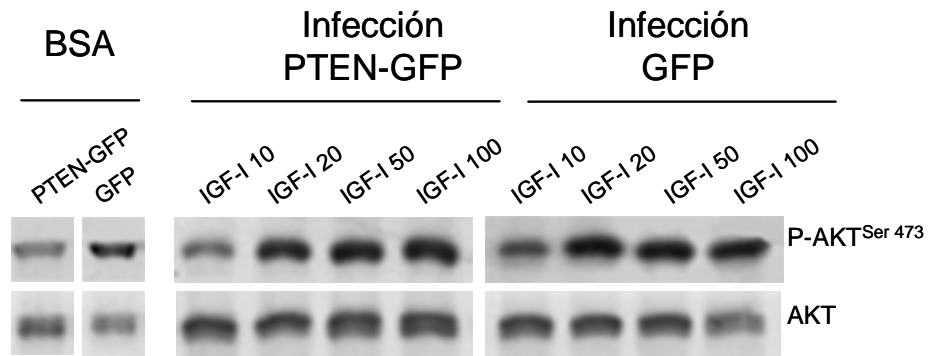 BSA
Infección
PTEN-GFP
Infección
GFP
PTEN-GFP
GFP
IGF-I 10
IGF-I 20
IGF-I 50
IGF-I 100
IGF-I 10
IGF-I 20
IGF-I 50
IGF-I 100
P-AKTSer 473
AKT